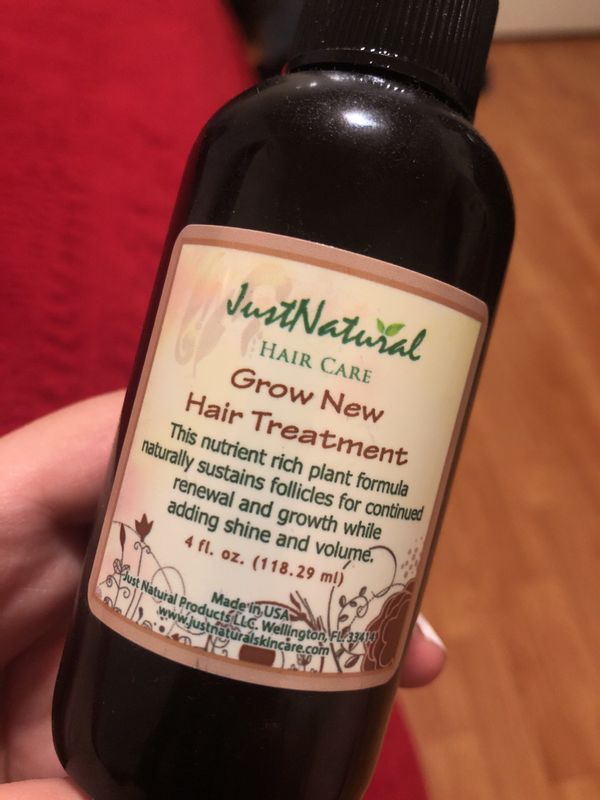 JustNatural
HAIR CARE
Grow New
Hair Treatment
This nutrient rich plant formula
naturally sustains follicles for continued
renewal and growth while
adding shine and volume.
4 fl. oz. (118.29 ml)
Made in USA
Just Natural Products LLC. Wellington, FL 33414
www.justnaturalskincare.com